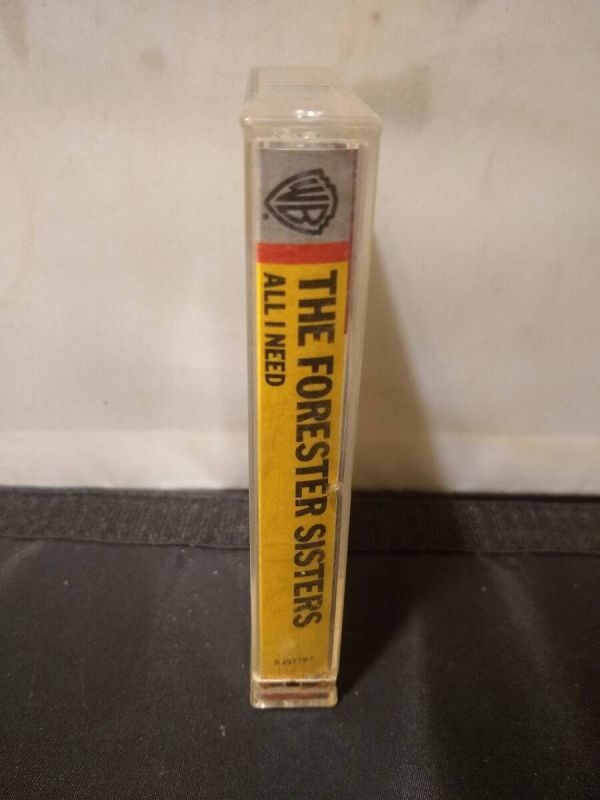 WB
THE FORESTER SISTERS
ALL I NEED